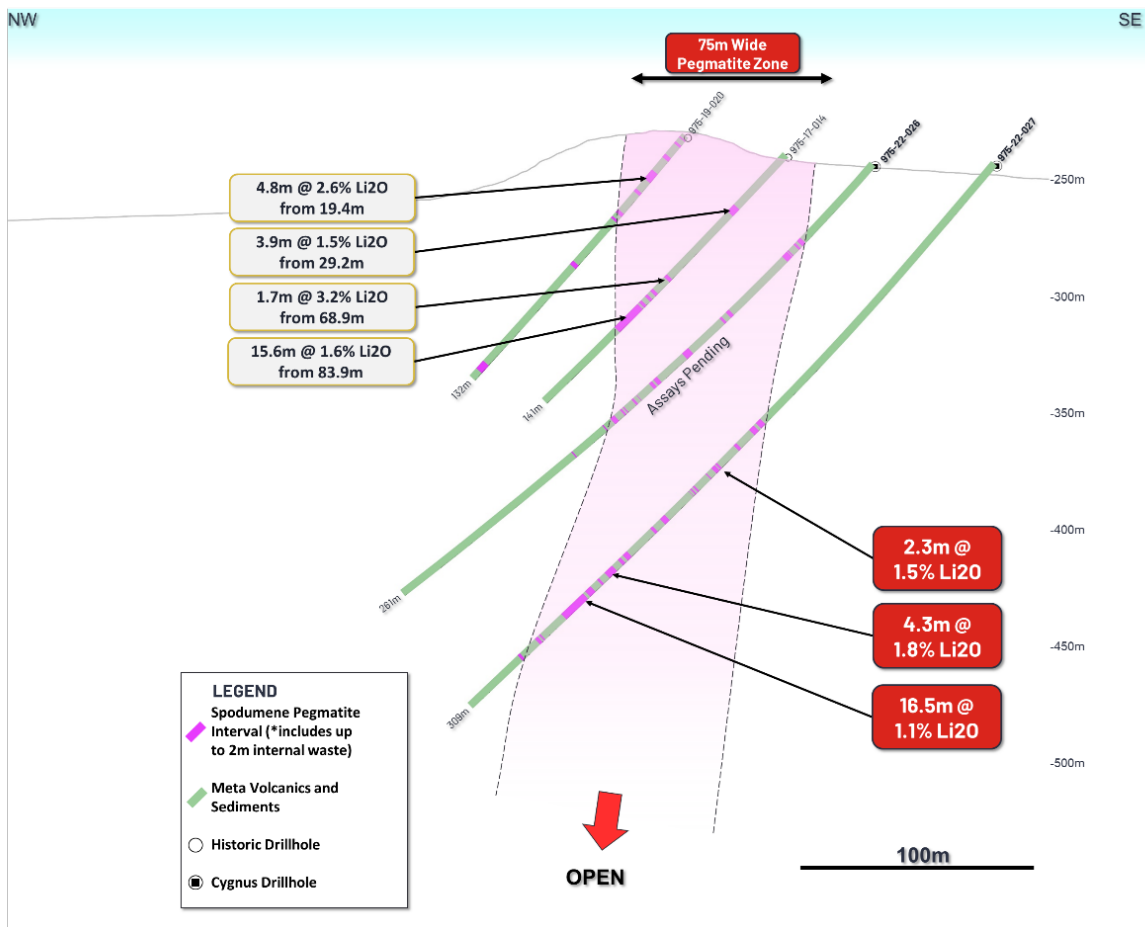 NW
SE
75m Wide
Pegmatite Zone
975-19-020
975-17-014
975-22-026
975-22-027
4.8m @ 2.6% Li2O
from 19.4m
3.9m @ 1.5% Li2O
from 29.2m
1.7m @ 3.2% Li2O
from 68.9m
15.6m @ 1.6% Li2O
from 83.9m
-250m
-300m
-350m
-400m
-450m
-500m
132m
141m
Assays Pending
261m
309m
2.3m @
1.5% Li2O
4.3m @
1.8% Li2O
16.5m @
1.1% Li2O
LEGEND
Spodumene Pegmatite
Interval (*includes up
to 2m internal waste)
Meta Volcanics and
Sediments
Historic Drillhole
Cygnus Drillhole
OPEN
100m